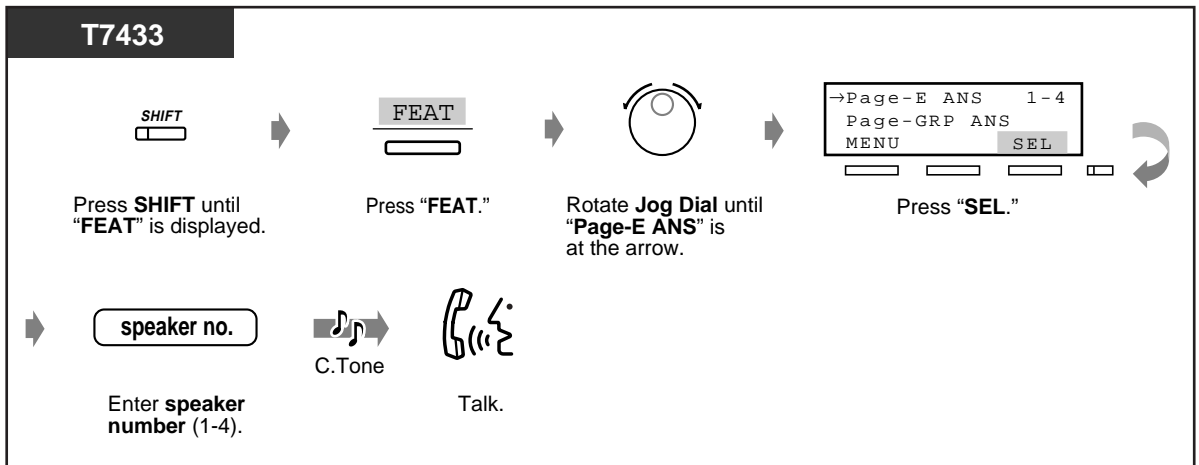 T7433
SHIFT
FEAT
→Page-E ANS 1-4
Page-GRP ANS
MENU SEL
Press SHIFT until
“FEAT” is displayed.
Press “FEAT.”
Rotate Jog Dial until
“Page-E ANS” is
at the arrow.
Press “SEL.”
speaker no.
C.Tone
Enter speaker
number (1-4).
Talk.